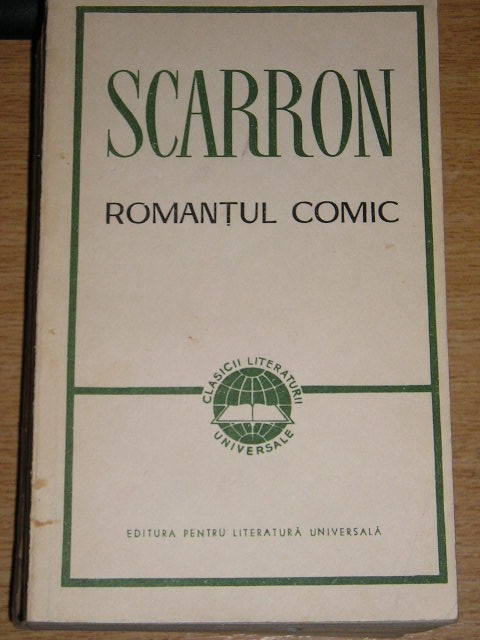 SCARRON
ROMANȚUL COMIC
CLASICII LITERATURII
UNIVERSALE
EDITURA PENTRU LITERATURĂ UNIVERSALĂ